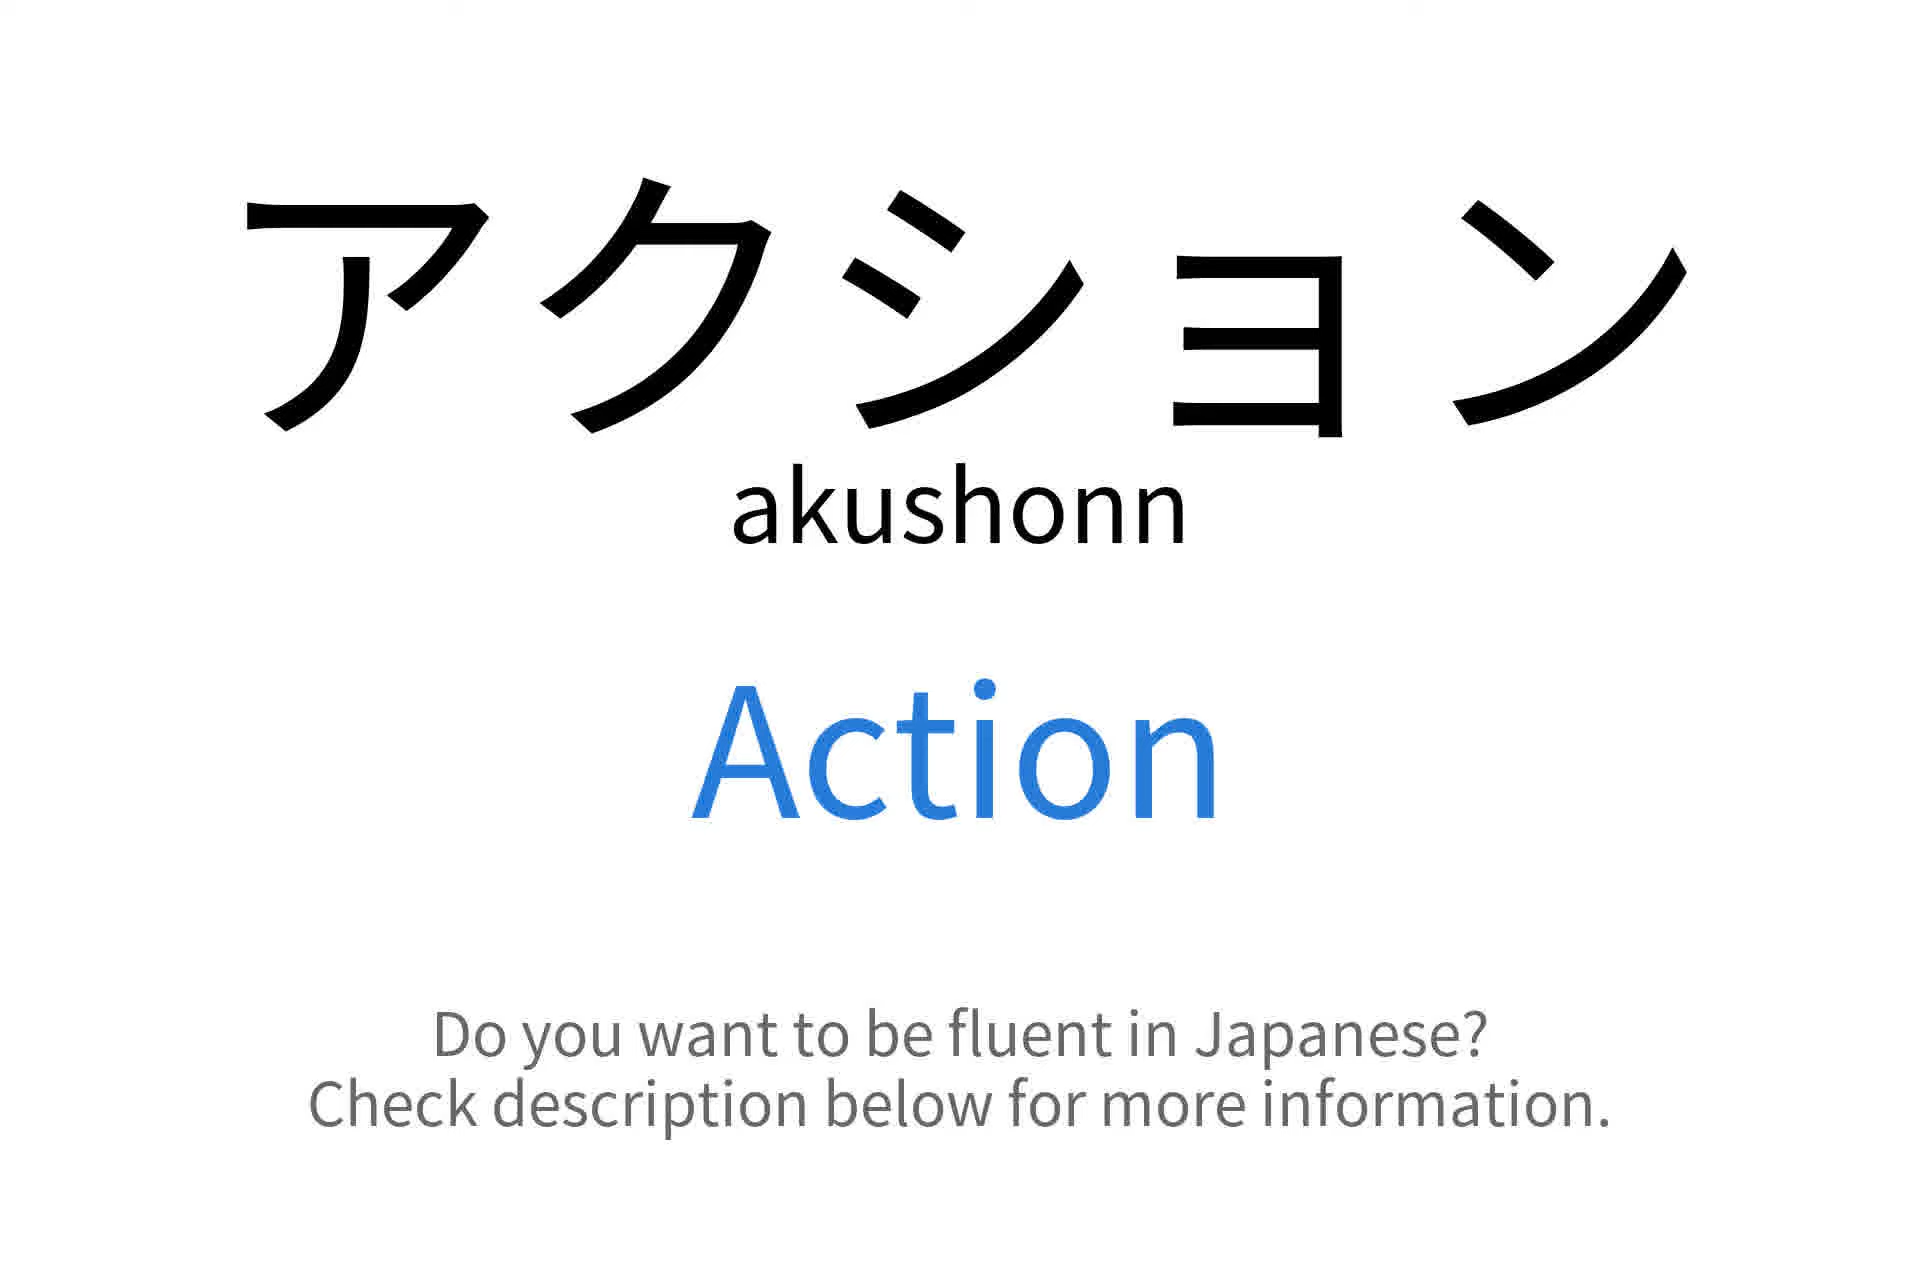 アクション
akushonn
Action
Do you want to be fluent in Japanese?
Check description below for more information.